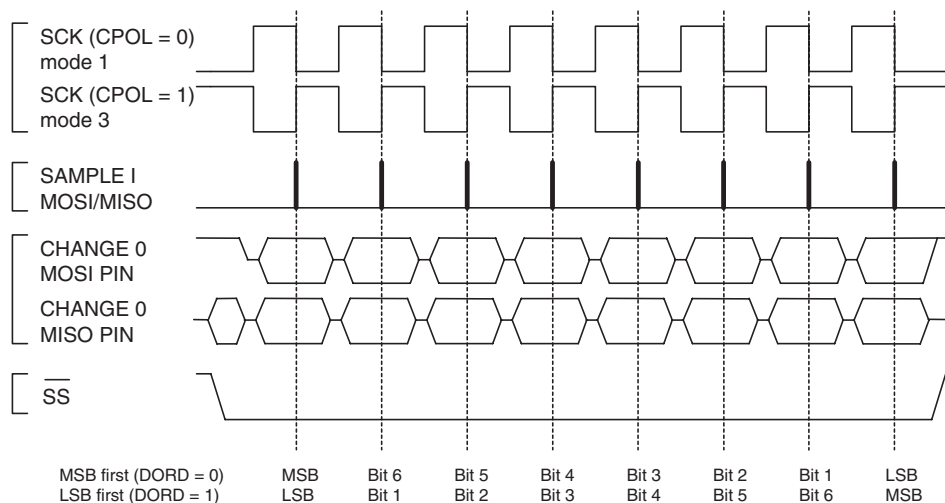 SCK (CPOL = 0)
mode 1
SCK (CPOL = 1)
mode 3
SAMPLE I
MOSI/MISO
CHANGE 0
MOSI PIN
CHANGE 0
MISO PIN
SS
MSB first (DORD = 0) MSB Bit 6 Bit 5 Bit 4 Bit 3 Bit 2 Bit 1 LSB
LSB first (DORD = 1) LSB Bit 1 Bit 2 Bit 3 Bit 4 Bit 5 Bit 6 MSB